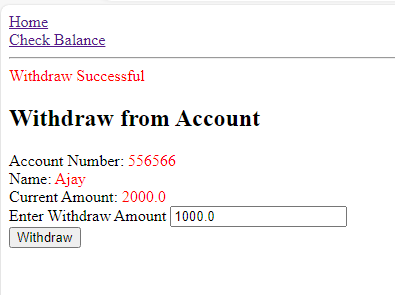 Home
Check Balance
Withdraw Successful
Withdraw from Account
Account Number: 556566
Name: Ajay
Current Amount: 2000.0
Enter Withdraw Amount 1000.0
Withdraw